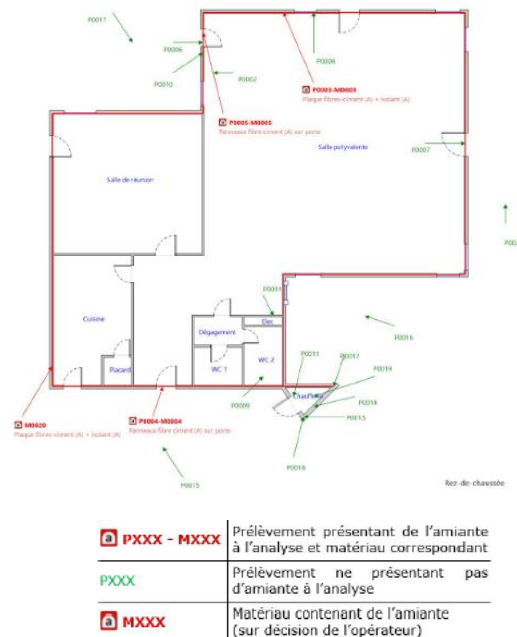 P0017
P0006
P0010
P0002
P0008
P0003-M0003
Plaque fibres-ciment (A) + isolant (A)
P0005-M0005
Panneaux fibre ciment (A) sur porte
Salle polyvalente
P0007
Salle de réunion
Cuisine
Placard
Dégagement
Elec
WC 1
WC 2
P0016
P0011
P0012
P0013
P0014
Chaufferie
P0009
M0020
Plaque fibres-ciment (A) + isolant (A)
P0004-M0004
Panneaux fibre ciment (A) sur porte
P0015
P0018
Rez-de-chaussée
a PXXX - MXXX
Prélèvement présentant de l'amiante
à l'analyse et matériau correspondant
PXXX
Prélèvement ne présentant pas
d'amiante à l'analyse
a MXXX
Matériau contenant de l'amiante
(sur décision de l'opérateur)